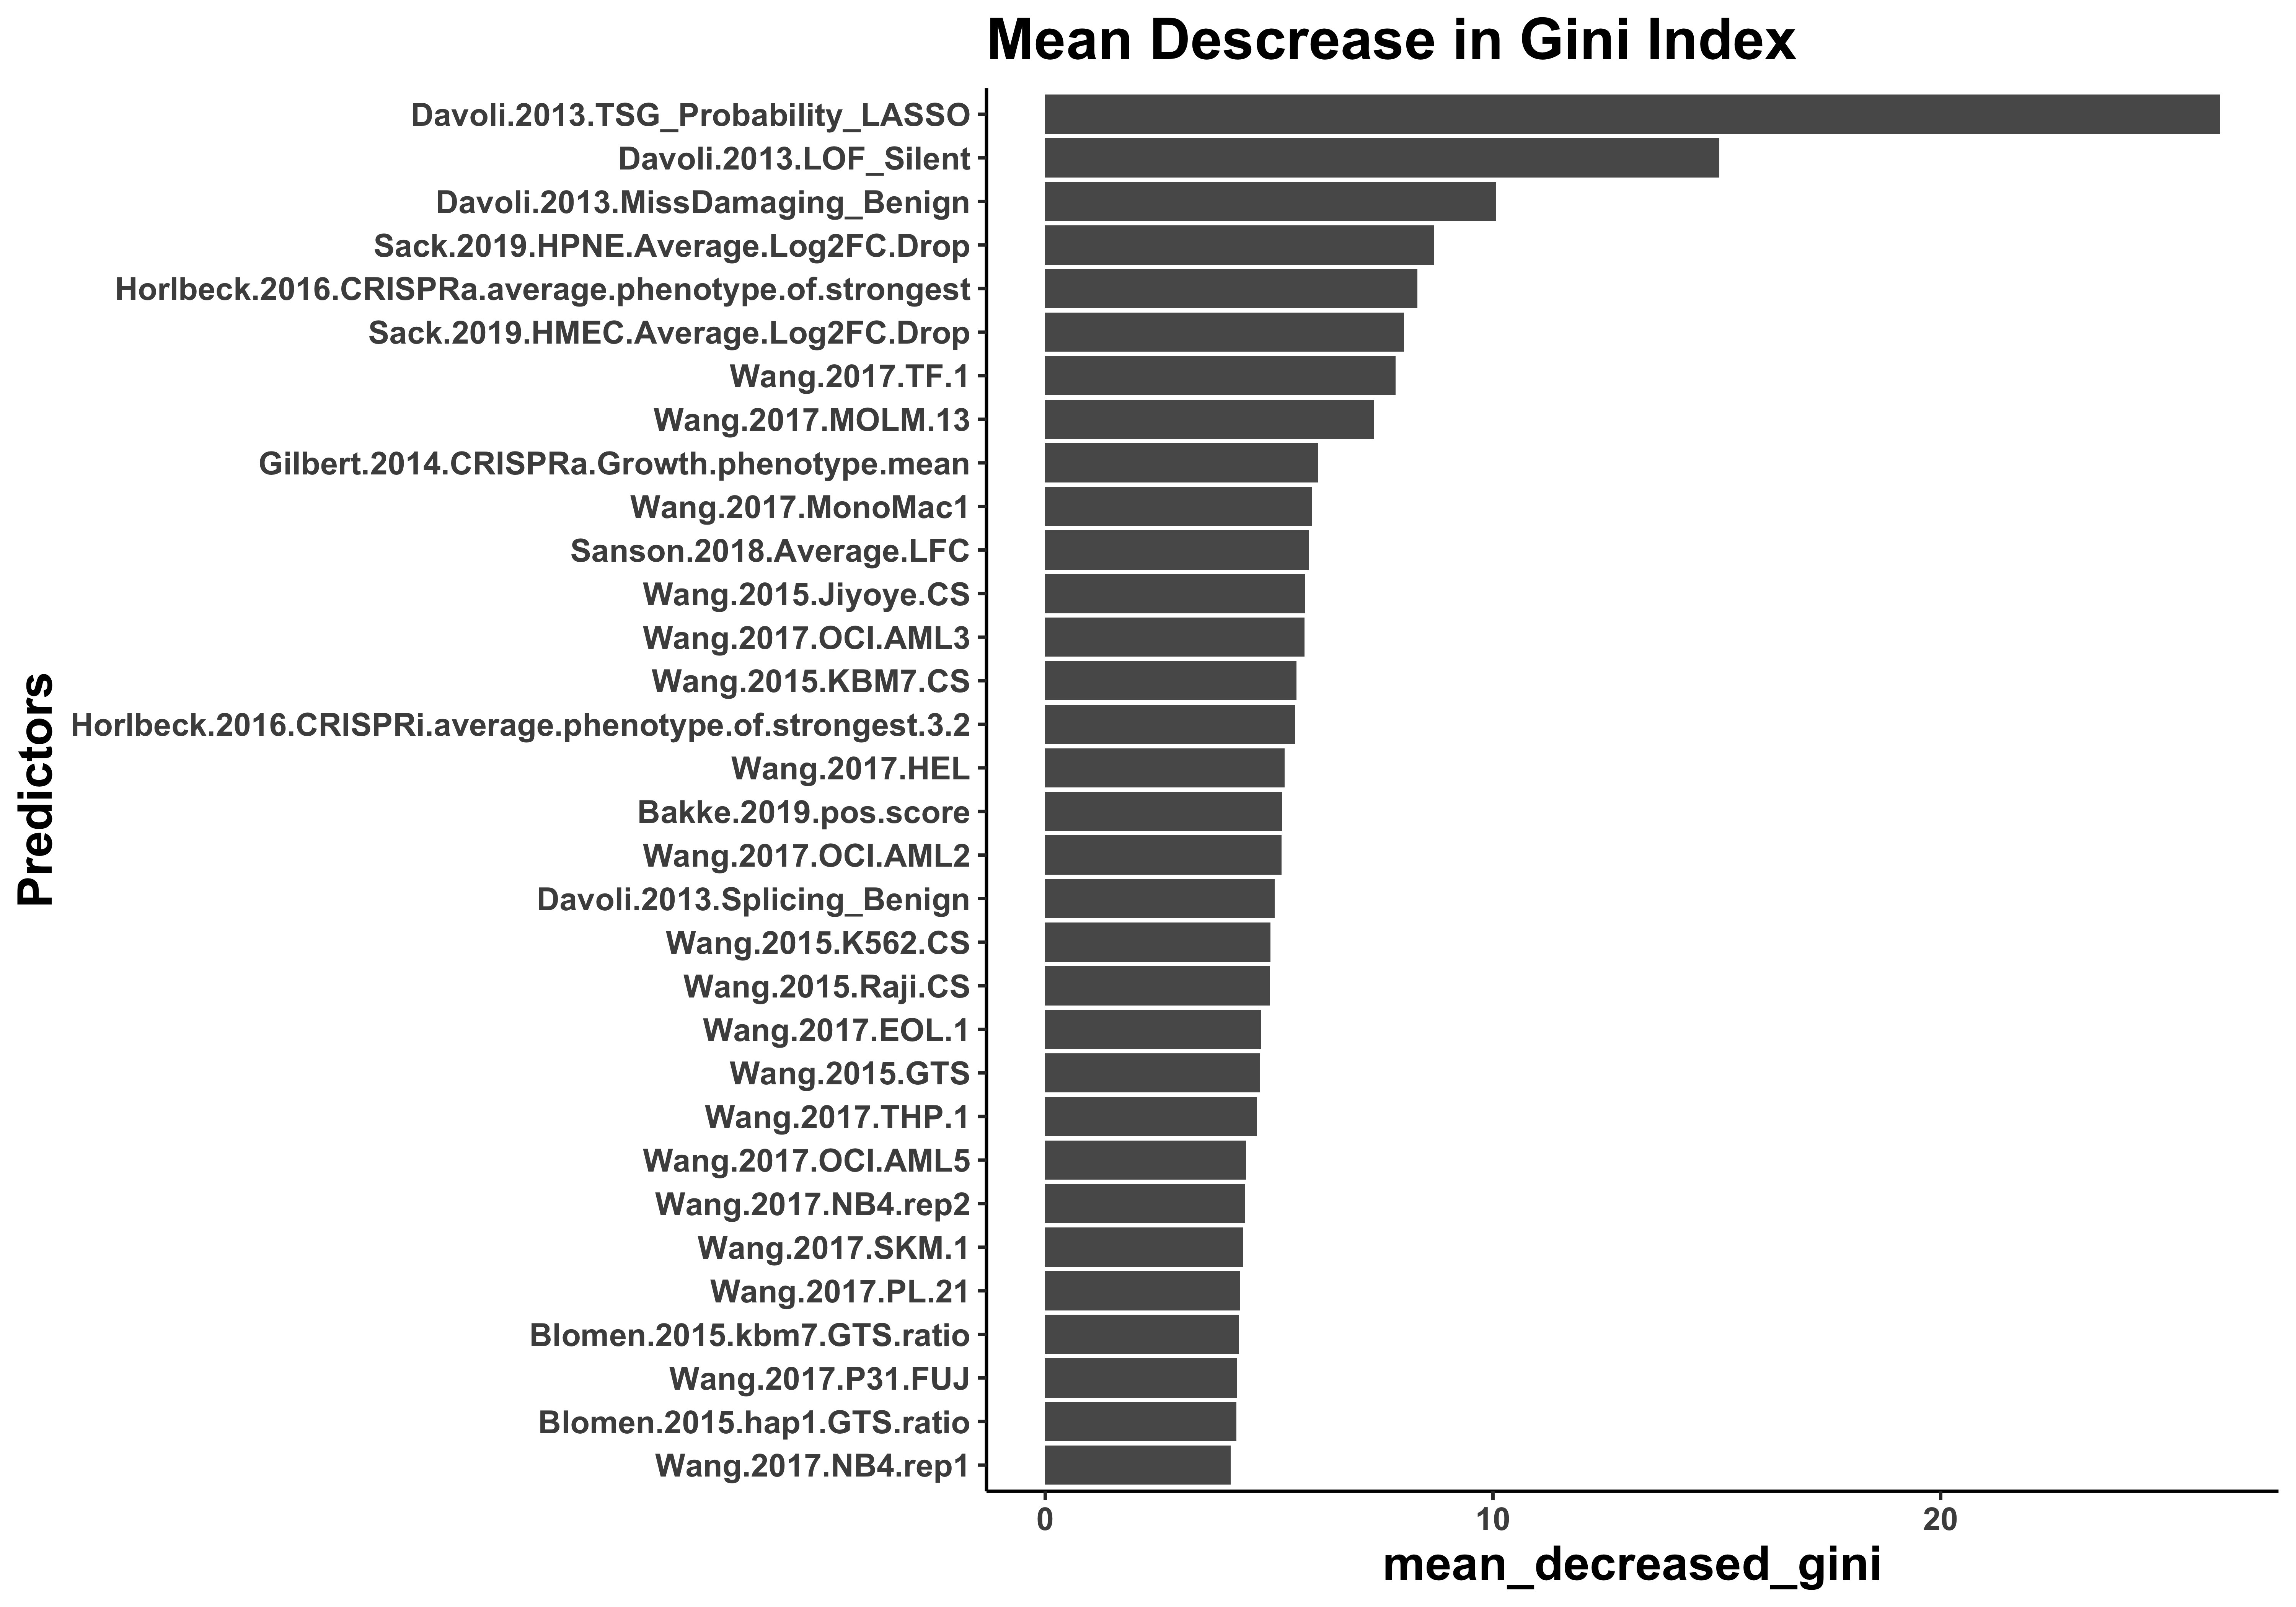 Mean Descrease in Gini Index
Davoli.2013.TSG_Probability_LASSO
Davoli.2013.LOF_Silent
Davoli.2013.MissDamaging_Benign
Sack.2019.HPNE.Average.Log2FC.Drop
Horlbeck.2016.CRISPRa.average.phenotype.of.strongest
Sack.2019.HMEC.Average.Log2FC.Drop
Wang.2017.TF.1
Wang.2017.MOLM.13
Gilbert.2014.CRISPRa.Growth.phenotype.mean
Wang.2017.MonoMac1
Sanson.2018.Average.LFC
Wang.2015.Jiyoye.CS
Wang.2017.OCI.AML3
Wang.2015.KBM7.CS
Horlbeck.2016.CRISPRi.average.phenotype.of.strongest.3.2
Wang.2017.HEL
Bakke.2019.pos.score
Wang.2017.OCI.AML2
Davoli.2013.Splicing_Benign
Wang.2015.K562.CS
Wang.2015.Raji.CS
Wang.2017.EOL.1
Wang.2015.GTS
Wang.2017.THP.1
Wang.2017.OCI.AML5
Wang.2017.NB4.rep2
Wang.2017.SKM.1
Wang.2017.PL.21
Blomen.2015.kbm7.GTS.ratio
Wang.2017.P31.FUJ
Blomen.2015.hap1.GTS.ratio
Wang.2017.NB4.rep1
Predictors
0 10 20
mean_decreased_gini